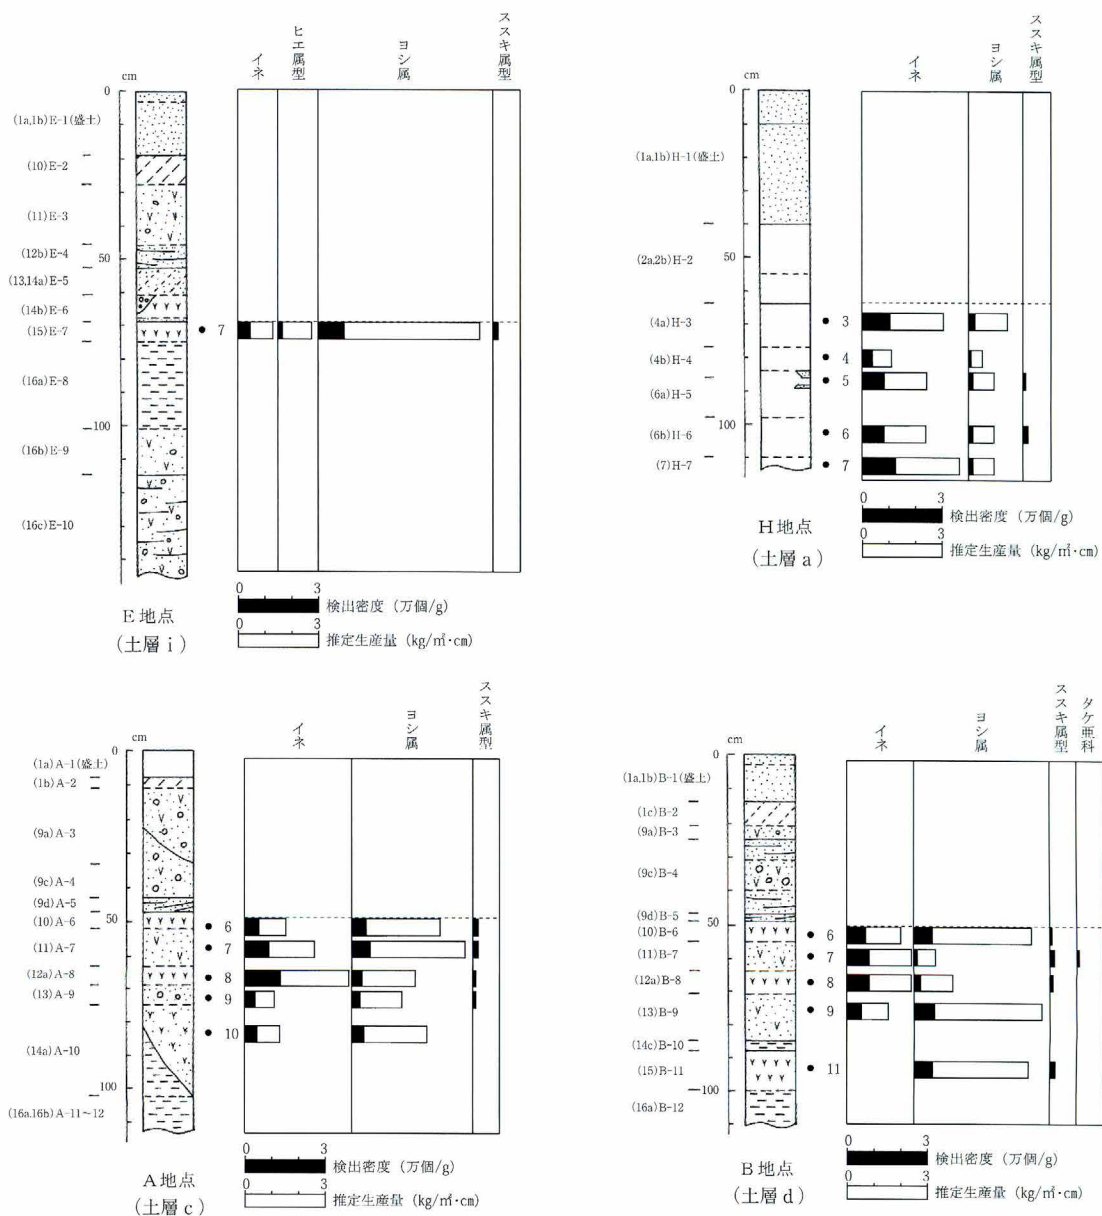 イネ
ヒエ属型
ヨシ属
ススキ属型
cm
0
50
100
(1a,1b)E-1(盛土)
(10)E-2
(11)E-3
(12b)E-4
(13,14a)E-5
(14b)E-6
(15)E-7
(16a)E-8
(16b)E-9
(16c)E-10
7
0 3
検出密度 (万個/g)
0 3
推定生産量 (kg/㎡·cm)
E地点
(土層 i)
イネ
ヨシ属
ススキ属型
cm
0
50
100
(1a,1b)H-1(盛土)
(2a,2b)H-2
(4a)H-3
(4b)H-4
(6a)H-5
(6b)H-6
(7)H-7
3
4
5
6
7
0 3
検出密度 (万個/g)
推定生産量 (kg/㎡·cm)
H地点
(土層 a)
イネ
ヨシ属
ススキ属型
cm
0
50
100
(1a)A-1(盛土)
(1b)A-2
(9a)A-3
(9c)A-4
(9d)A-5
(10)A-6
(11)A-7
(12a)A-8
(13)A-9
(14a)A-10
(16a,16b)A-11~12
6
7
8
9
10
0 3
検出密度 (万個/g)
推定生産量 (kg/㎡·cm)
A地点
(土層 c)
イネ
ヨシ属
ススキ属型
タケ亜科
cm
0
50
100
(1a,1b)B-1(盛土)
(1c)B-2
(9a)B-3
(9c)B-4
(9d)B-5
(10)B-6
(11)B-7
(12a)B-8
(13)B-9
(14c)B-10
(15)B-11
(16a)B-12
6
7
8
9
11
0 3
検出密度 (万個/g)
推定生産量 (kg/㎡·cm)
B地点
(土層 d)